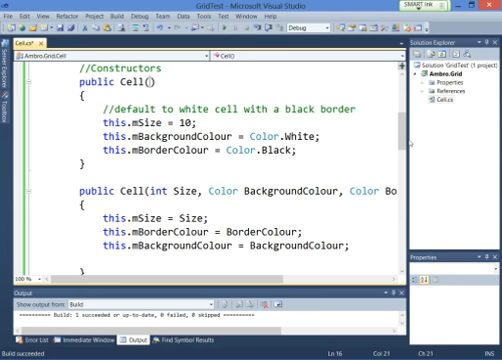 GridTest - Microsoft Visual Studio
SMART Ink
File Edit View Refactor Project Build Debug Team Data Tools Test Window Help
Debug
Cell.cs*
Ambro.Grid.Cell
Cell()
//Constructors
public Cell()
{
//default to white cell with a black border
this.mSize = 10;
this.mBackgroundColour = Color.White;
this.mBorderColour = Color.Black;
}
public Cell(int Size, Color BackgroundColour, Color Bo
{
this.mSize = Size;
this.mBorderColour = BorderColour;
this.mBackgroundColour = BackgroundColour;
}
100 %
Server Explorer
Toolbox
Solution Explorer
Solution 'GridTest' (1 project)
Ambro.Grid
Properties
References
Cell.cs
Properties
Output
Show output from: Build
========== Build: 1 succeeded or up-to-date, 0 failed, 0 skipped ==========
Error List Immediate Window Output Find Symbol Results
Build succeeded
Ln 16 Col 21 Ch 21 INS